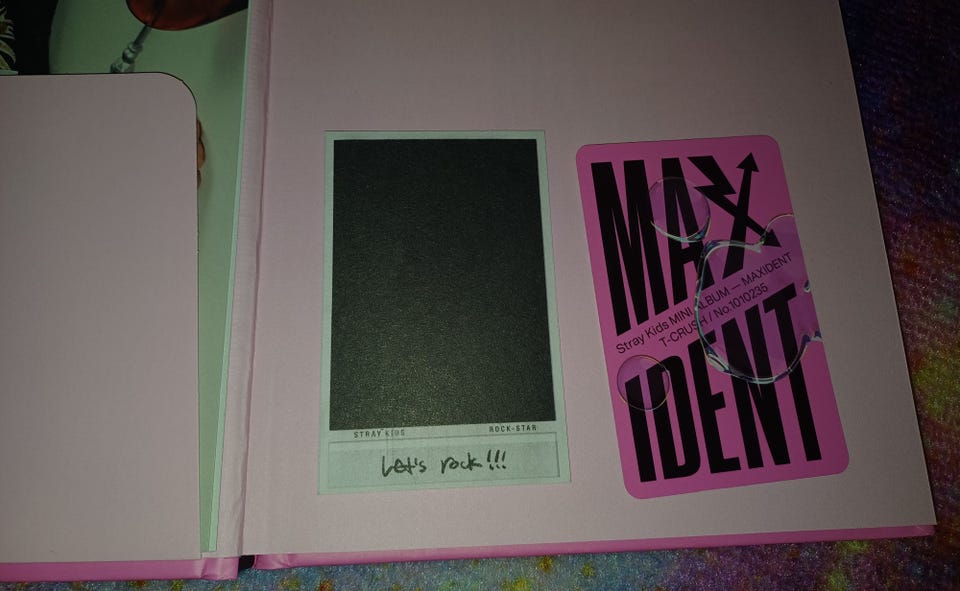 STRAY KIDS ROCK-STAR
Let's rock!!!
MAX
Stray Kids MINI ALBUM — MAXIDENT
T-CRUSH / No.1010235
IDENT